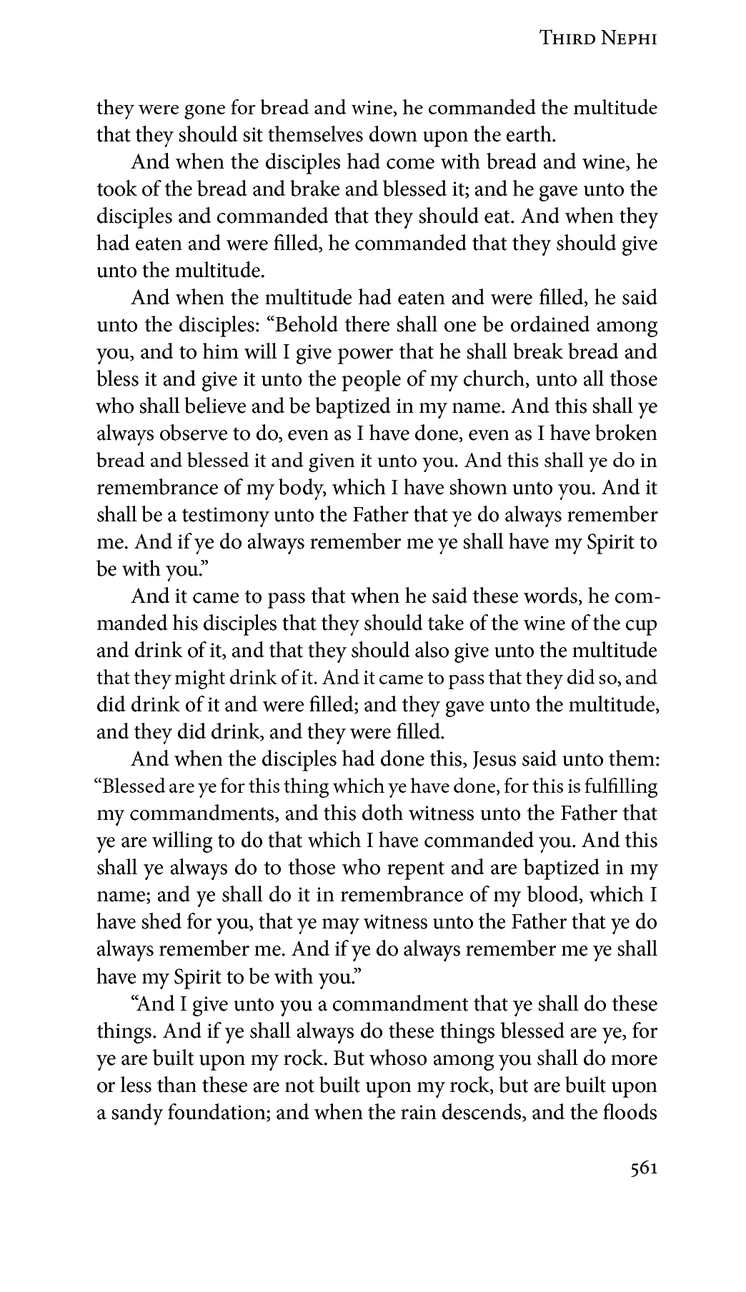 Third Nephi
they were gone for bread and wine, he commanded the multitude
that they should sit themselves down upon the earth.
And when the disciples had come with bread and wine, he
took of the bread and brake and blessed it; and he gave unto the
disciples and commanded that they should eat. And when they
had eaten and were filled, he commanded that they should give
unto the multitude.
And when the multitude had eaten and were filled, he said
unto the disciples: “Behold there shall one be ordained among
you, and to him will I give power that he shall break bread and
bless it and give it unto the people of my church, unto all those
who shall believe and be baptized in my name. And this shall ye
always observe to do, even as I have done, even as I have broken
bread and blessed it and given it unto you. And this shall ye do in
remembrance of my body, which I have shown unto you. And it
shall be a testimony unto the Father that ye do always remember
me. And if ye do always remember me ye shall have my Spirit to
be with you.”
And it came to pass that when he said these words, he com-
manded his disciples that they should take of the wine of the cup
and drink of it, and that they should also give unto the multitude
that they might drink of it. And it came to pass that they did so, and
did drink of it and were filled; and they gave unto the multitude,
and they did drink, and they were filled.
And when the disciples had done this, Jesus said unto them:
“Blessed are ye for this thing which ye have done, for this is fulfilling
my commandments, and this doth witness unto the Father that
ye are willing to do that which I have commanded you. And this
shall ye always do to those who repent and are baptized in my
name; and ye shall do it in remembrance of my blood, which I
have shed for you, that ye may witness unto the Father that ye do
always remember me. And if ye do always remember me ye shall
have my Spirit to be with you.”
“And I give unto you a commandment that ye shall do these
things. And if ye shall always do these things blessed are ye, for
ye are built upon my rock. But whoso among you shall do more
or less than these are not built upon my rock, but are built upon
a sandy foundation; and when the rain descends, and the floods
561